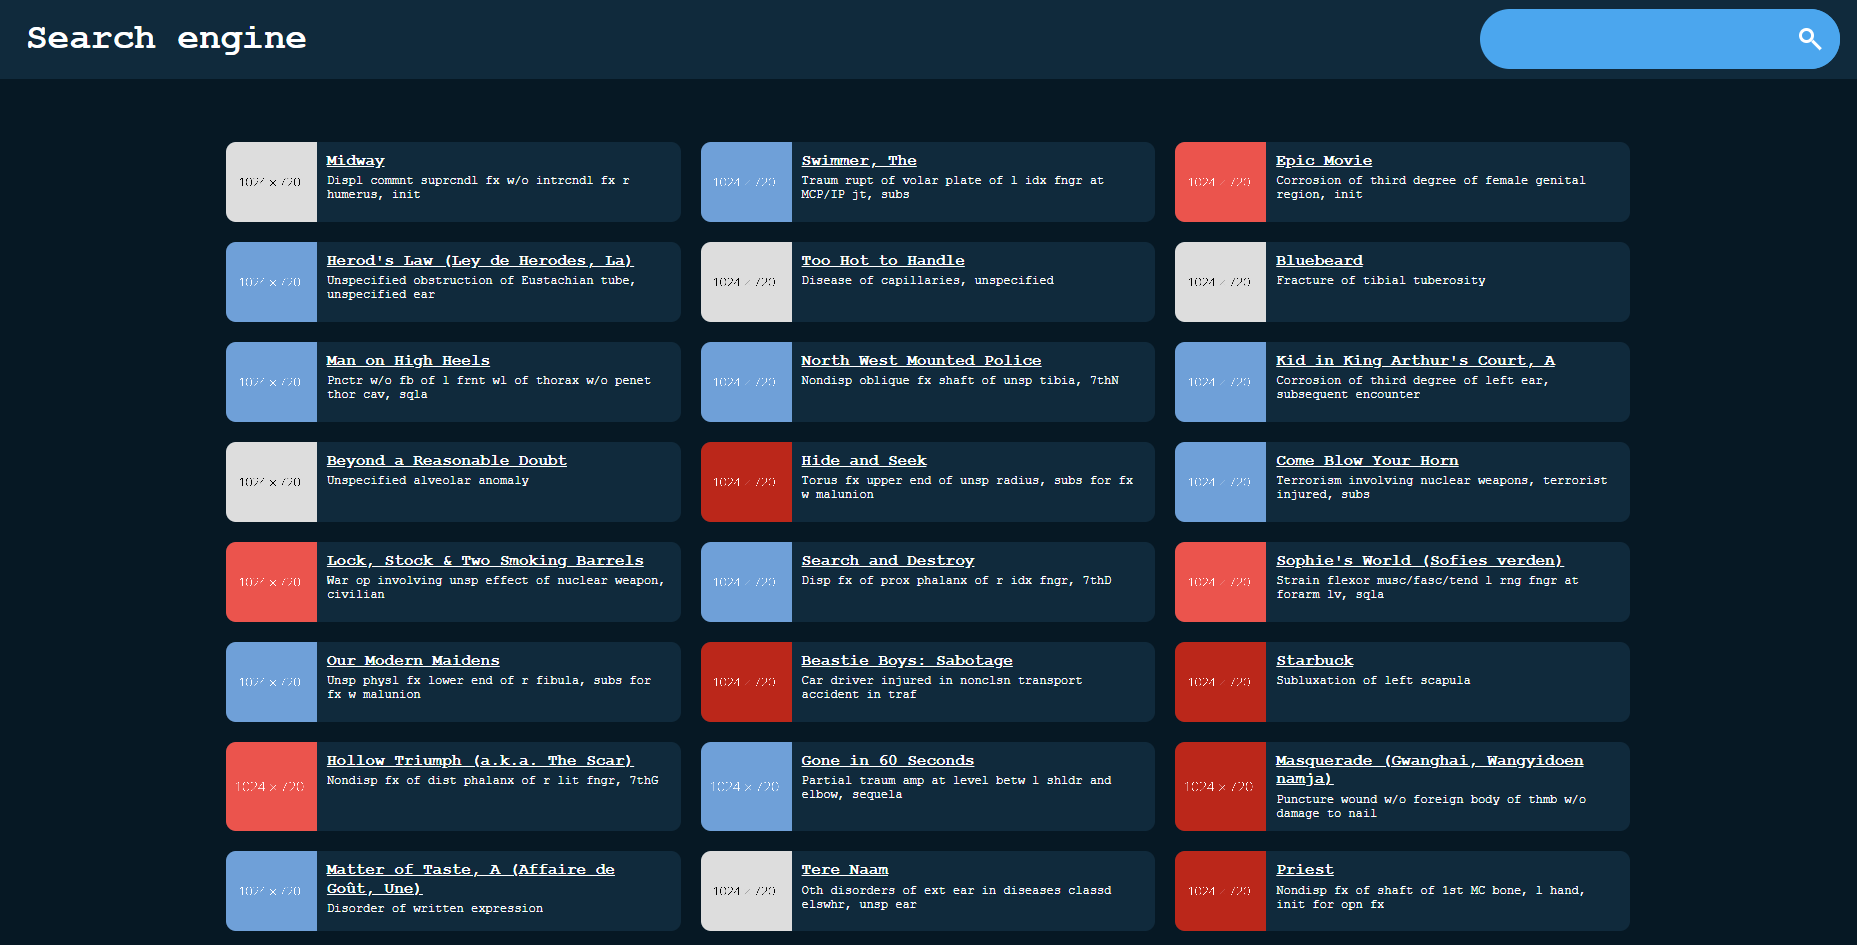 Search engine
1024 × 720
Midway
Displ commnt suprcndl fx w/o intrcndl fx r
humerus, init
1024 × 720
Swimmer, The
Traum rupt of volar plate of l idx fngr at
MCP/IP jt, subs
1024 × 720
Epic Movie
Corrosion of third degree of female genital
region, init
1024 × 720
Herod's Law (Ley de Herodes, La)
Unspecified obstruction of Eustachian tube,
unspecified ear
1024 × 720
Too Hot to Handle
Disease of capillaries, unspecified
1024 × 720
Bluebeard
Fracture of tibial tuberosity
1024 × 720
Man on High Heels
Pnctr w/o fb of l frnt wl of thorax w/o penet
thor cav, sqla
1024 × 720
North West Mounted Police
Nondisp oblique fx shaft of unsp tibia, 7thN
1024 × 720
Kid in King Arthur's Court, A
Corrosion of third degree of left ear,
subsequent encounter
1024 × 720
Beyond a Reasonable Doubt
Unspecified alveolar anomaly
1024 × 720
Hide and Seek
Torus fx upper end of unsp radius, subs for fx
w malunion
1024 × 720
Come Blow Your Horn
Terrorism involving nuclear weapons, terrorist
injured, subs
1024 × 720
Lock, Stock & Two Smoking Barrels
War op involving unsp effect of nuclear weapon,
civilian
1024 × 720
Search and Destroy
Disp fx of prox phalanx of r idx fngr, 7thD
1024 × 720
Sophie's World (Sofies verden)
Strain flexor musc/fasc/tend l rng fngr at
forarm lv, sqla
1024 × 720
Our Modern Maidens
Unsp physl fx lower end of r fibula, subs for
fx w malunion
1024 × 720
Beastie Boys: Sabotage
Car driver injured in nonclsn transport
accident in traf
1024 × 720
Starbuck
Subluxation of left scapula
1024 × 720
Hollow Triumph (a.k.a. The Scar)
Nondisp fx of dist phalanx of r lit fngr, 7thG
1024 × 720
Gone in 60 Seconds
Partial traum amp at level betw l shldr and
elbow, sequela
1024 × 720
Masquerade (Gwanghai, Wangyidoen
namja)
Puncture wound w/o foreign body of thmb w/o
damage to nail
1024 × 720
Matter of Taste, A (Affaire de
Goût, Une)
Disorder of written expression
1024 × 720
Tere Naam
Oth disorders of ext ear in diseases classd
elswhr, unsp ear
1024 × 720
Priest
Nondisp fx of shaft of 1st MC bone, l hand,
init for opn fx